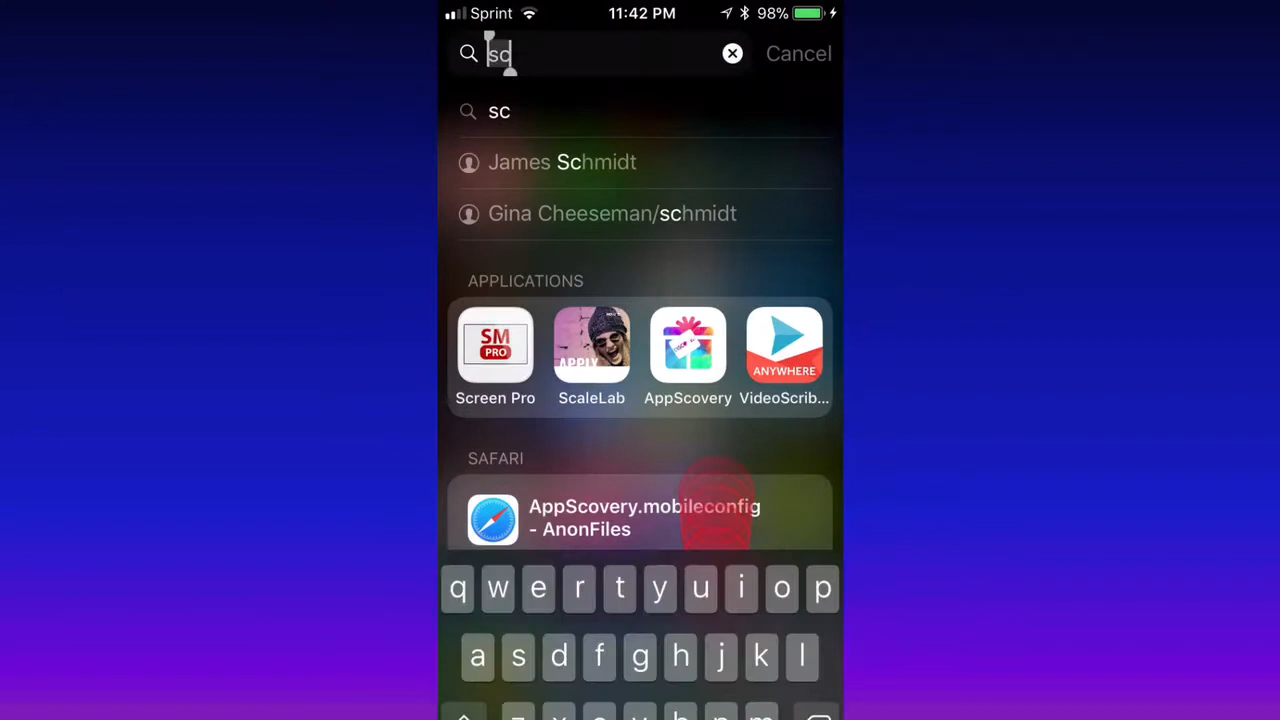 Sprint 11:42 PM 98%
sc Cancel
sc
James Schmidt
Gina Cheeseman/schmidt
APPLICATIONS
SM
PRO
APPLY
ANYWHERE
Screen Pro ScaleLab AppScovery VideoScrib...
SAFARI
AppScovery.mobileconfig
- AnonFiles
q w e r t y u i o p
a s d f g h j k l
z x c v b n m